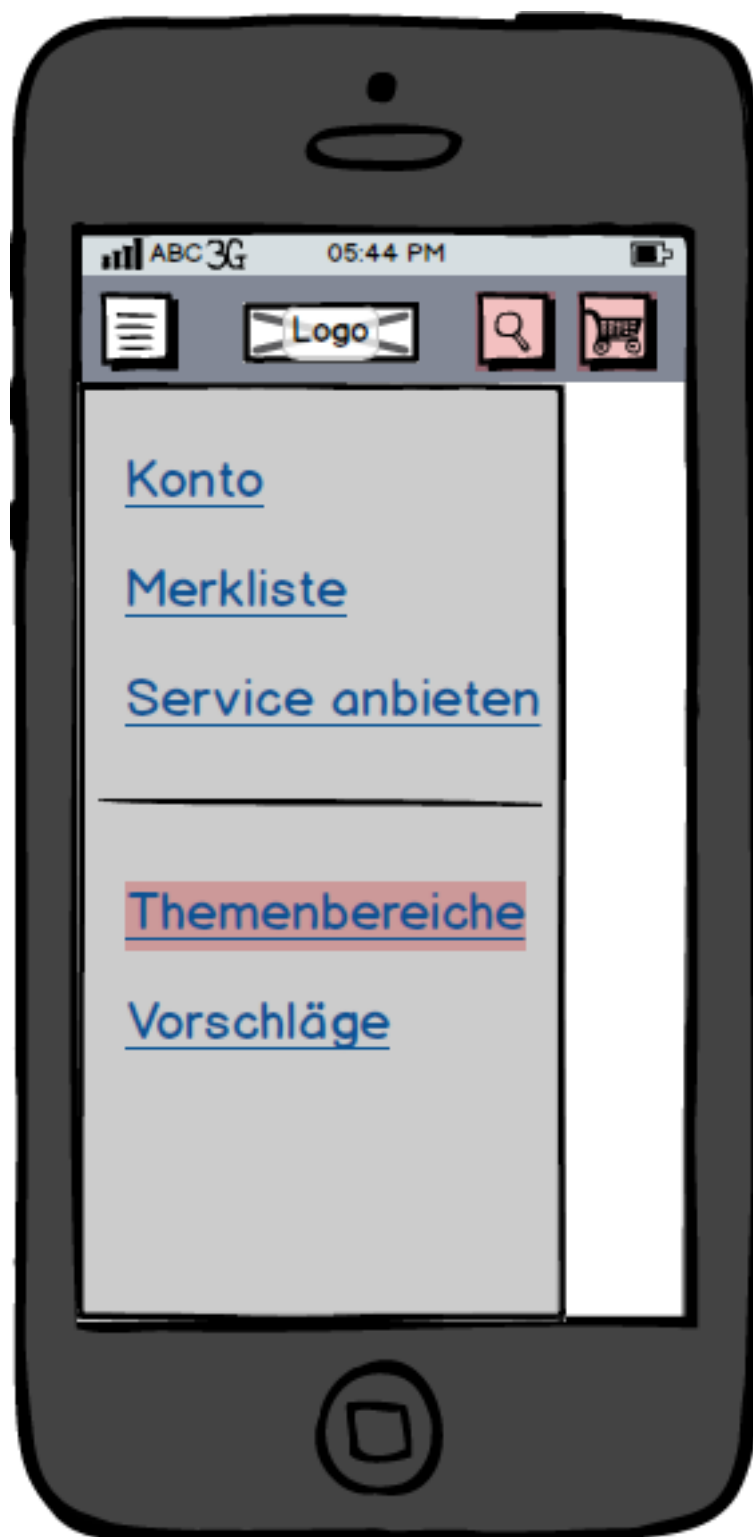 ABC 3G 05:44 PM
Logo
Konto
Merkliste
Service anbieten
Themenbereiche
Vorschläge